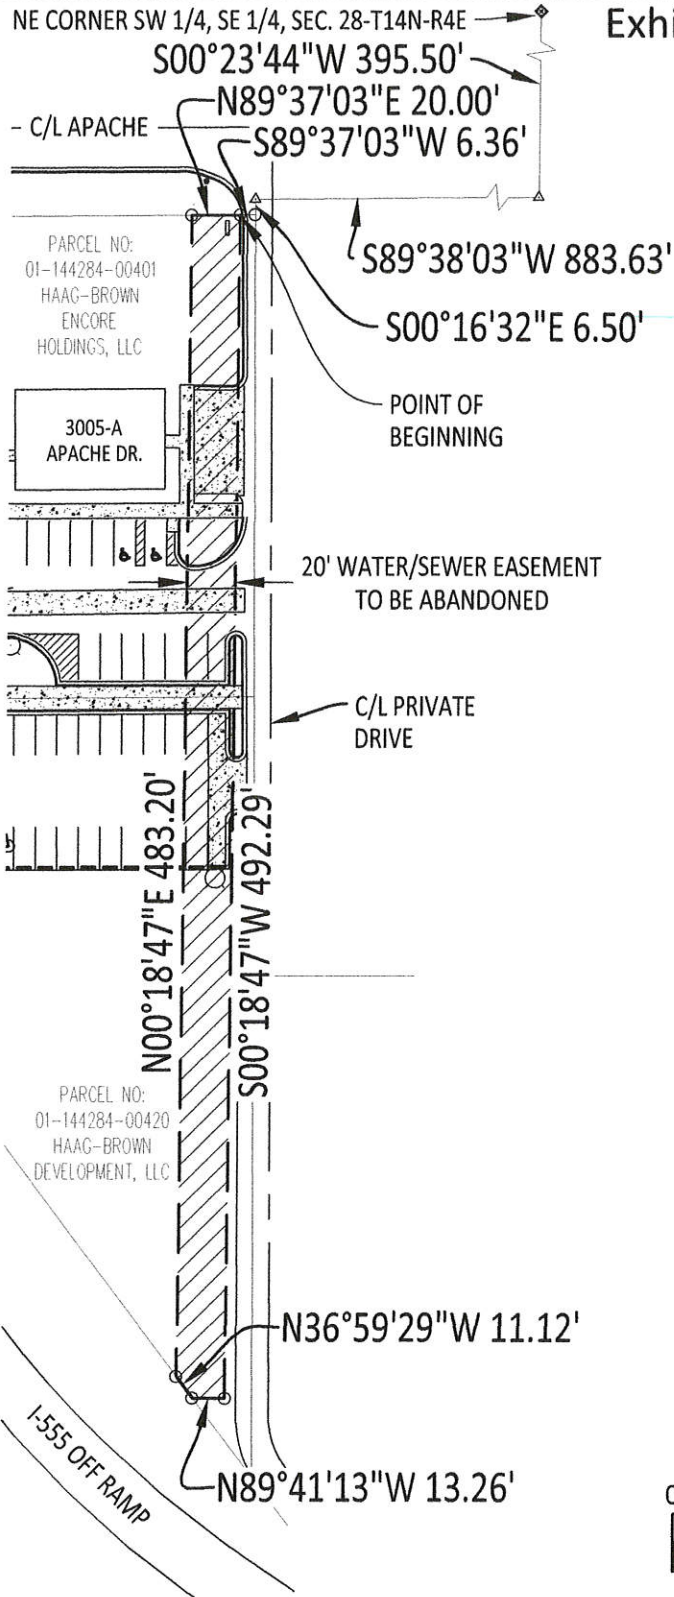 NE CORNER SW 1/4, SE 1/4, SEC. 28-T14N-R4E
Exhi
S00°23'44"W 395.50'
N89°37'03"E 20.00'
C/L APACHE
S89°37'03"W 6.36'
S89°38'03"W 883.63'
PARCEL NO:
01-144284-00401
HAAG-BROWN
ENCORE
HOLDINGS, LLC
S00°16'32"E 6.50'
POINT OF
BEGINNING
3005-A
APACHE DR.
20' WATER/SEWER EASEMENT
TO BE ABANDONED
C/L PRIVATE
DRIVE
N00°18'47"E 483.20'
S00°18'47"W 492.29'
PARCEL NO:
01-144284-00420
HAAG-BROWN
DEVELOPMENT, LLC
N36°59'29"W 11.12'
I-555 OFF RAMP
N89°41'13"W 13.26'